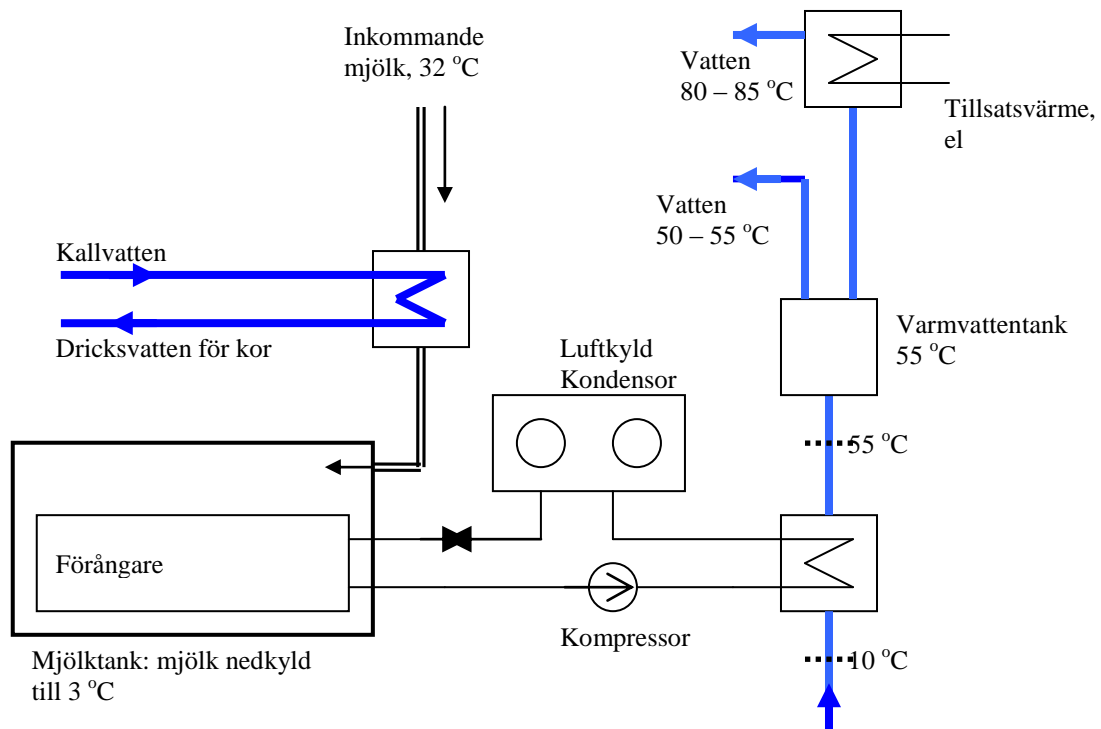 Inkommande
mjölk, 32 °C
Vatten
80 – 85 °C
Tillsatsvärme,
el
Vatten
50 – 55 °C
Kallvatten
Dricksvatten för kor
Luftkyld
Kondensor
Varmvattentank
55 °C
55 °C
Förångare
Kompressor
10 °C
Mjölktank: mjölk nedkyld
till 3 °C